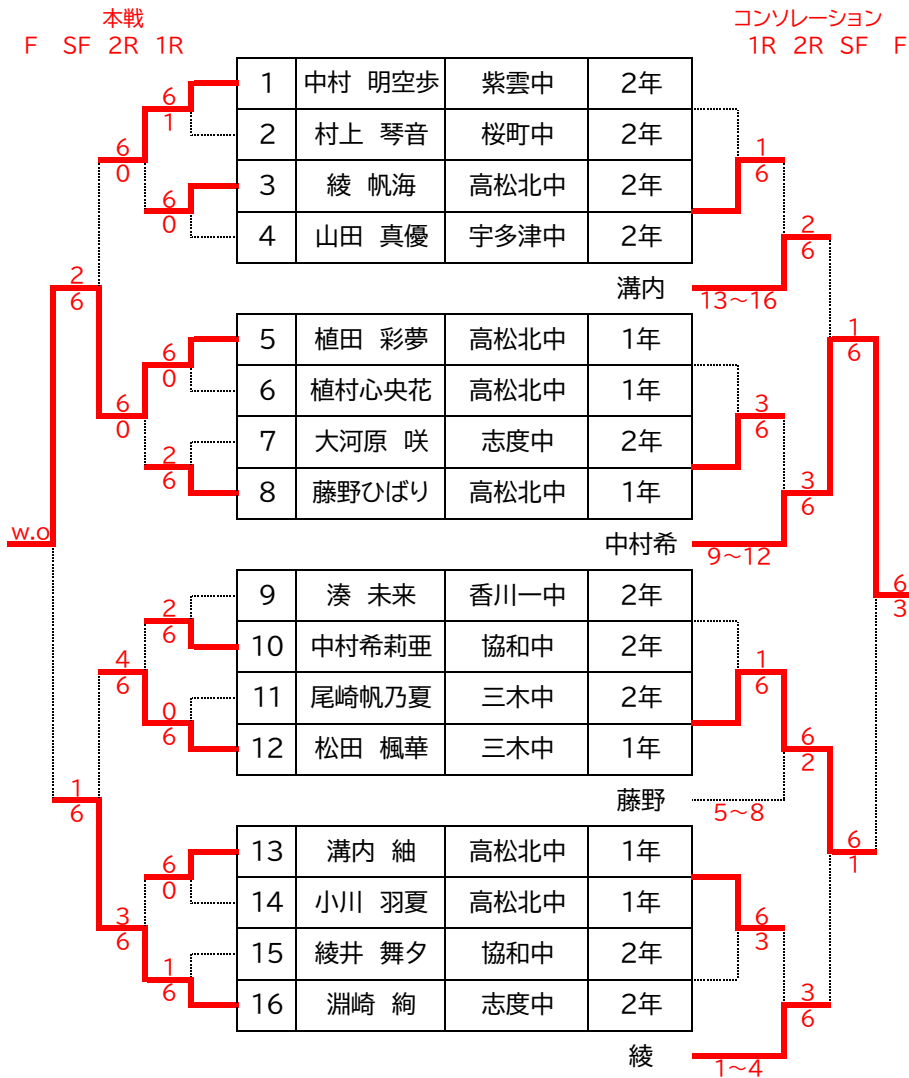 本戦 コンソレーション
F SF 2R 1R 1R 2R SF F
1 中村 明空歩 紫雲中 2年
6
1
2 村上 琴音 桜町中 2年
6
0
1
6
3 綾 帆海 高松北中 2年
6
0
4 山田 真優 宇多津中 2年
2
6
2
6
溝内 13～16
5 植田 彩夢 高松北中 1年
6
0
1
6
6 植村心央花 高松北中 1年
6
0
3
6
7 大河原 咲 志度中 2年
2
6
8 藤野ひばり 高松北中 1年
3
6
w.o 中村希 9～12
9 湊 未来 香川一中 2年
2
6
6
3
10 中村希莉亜 協和中 2年
4
6
1
6
11 尾崎帆乃夏 三木中 2年
0
6
12 松田 楓華 三木中 1年
6
2
1
6
藤野 5～8
13 溝内 紬 高松北中 1年
6
0
6
1
14 小川 羽夏 高松北中 1年
3
6
6
3
15 綾井 舞夕 協和中 2年
1
6
16 淵崎 絢 志度中 2年
3
6
綾 1～4